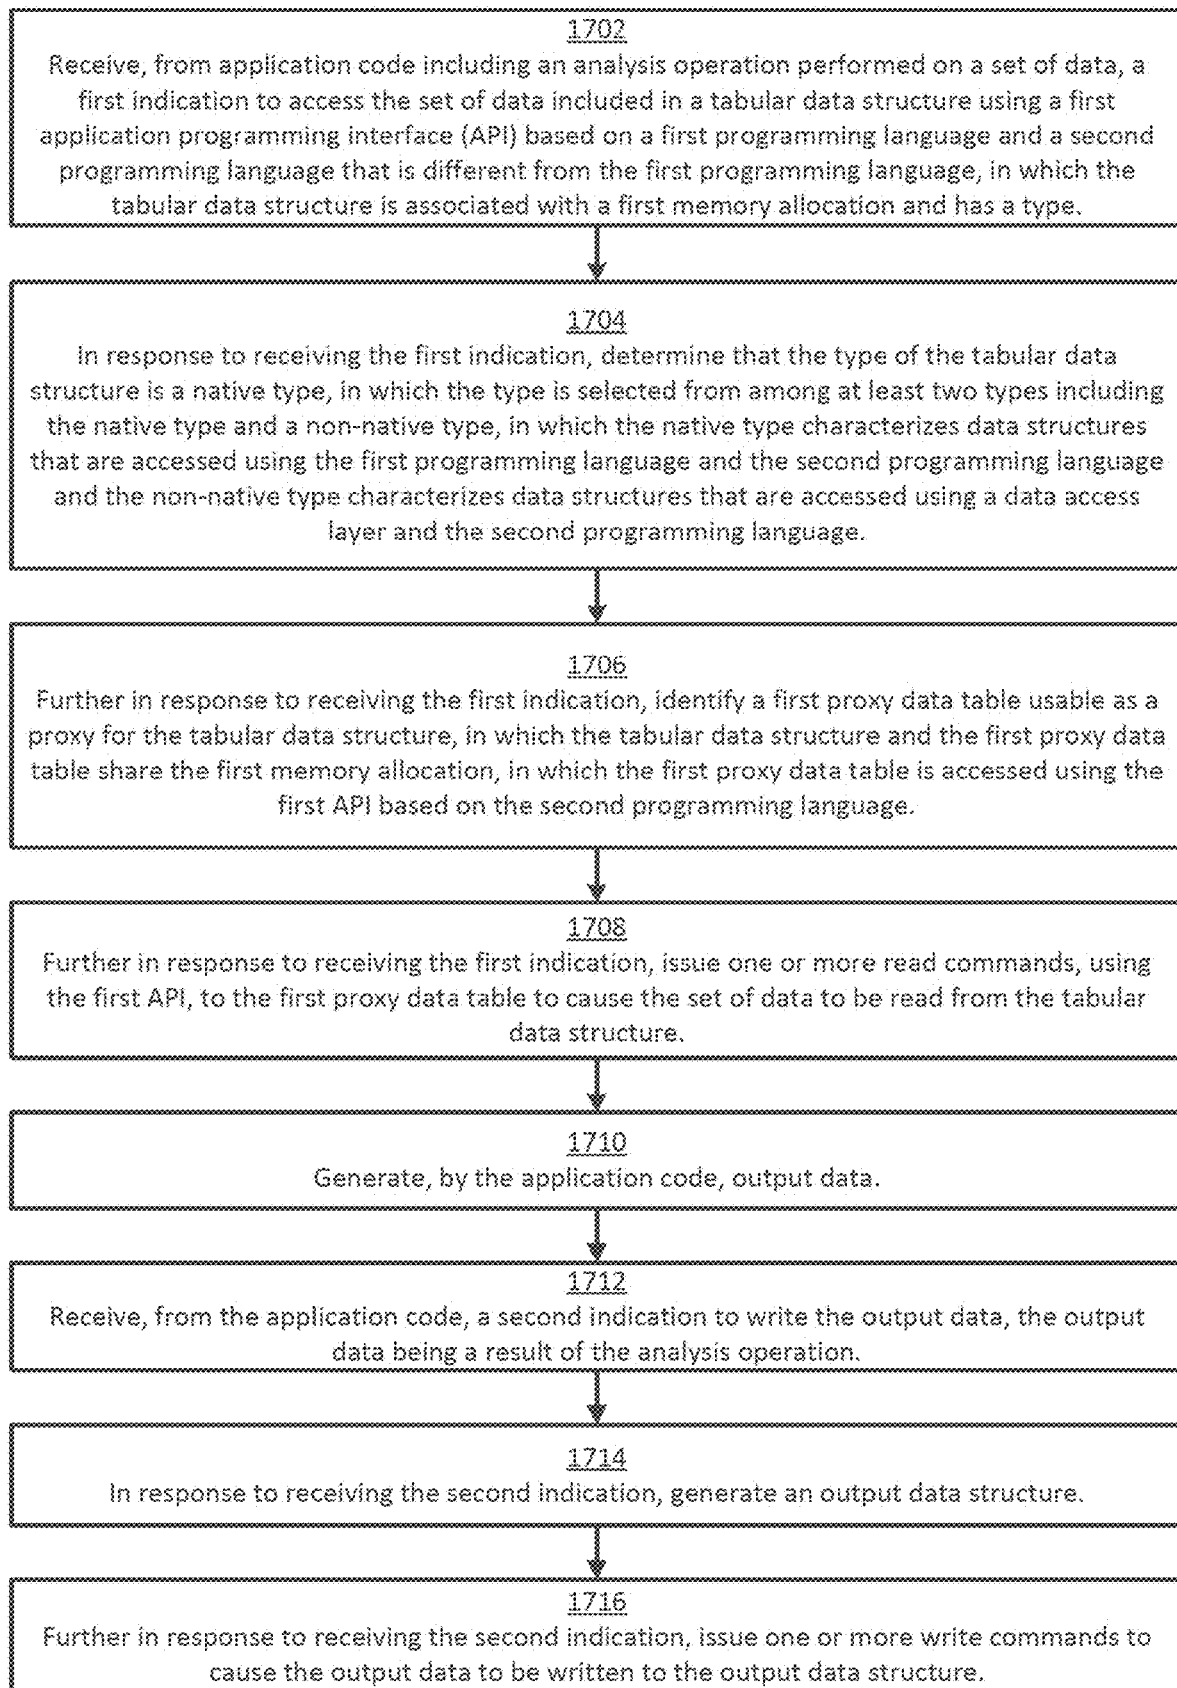 1702
Receive, from application code including an analysis operation performed on a set of data, a
first indication to access the set of data included in a tabular data structure using a first
application programming interface (API) based on a first programming language and a second
programming language that is different from the first programming language, in which the
tabular data structure is associated with a first memory allocation and has a type.
1704
In response to receiving the first indication, determine that the type of the tabular data
structure is a native type, in which the type is selected from among at least two types including
the native type and a non-native type, in which the native type characterizes data structures
that are accessed using the first programming language and the second programming language
and the non-native type characterizes data structures that are accessed using a data access
layer and the second programming language.
1706
Further in response to receiving the first indication, identify a first proxy data table usable as a
proxy for the tabular data structure, in which the tabular data structure and the first proxy data
table share the first memory allocation, in which the first proxy data table is accessed using the
first API based on the second programming language.
1708
Further in response to receiving the first indication, issue one or more read commands, using
the first API, to the first proxy data table to cause the set of data to be read from the tabular
data structure.
1710
Generate, by the application code, output data.
1712
Receive, from the application code, a second indication to write the output data, the output
data being a result of the analysis operation.
1714
In response to receiving the second indication, generate an output data structure.
1716
Further in response to receiving the second indication, issue one or more write commands to
cause the output data to be written to the output data structure.